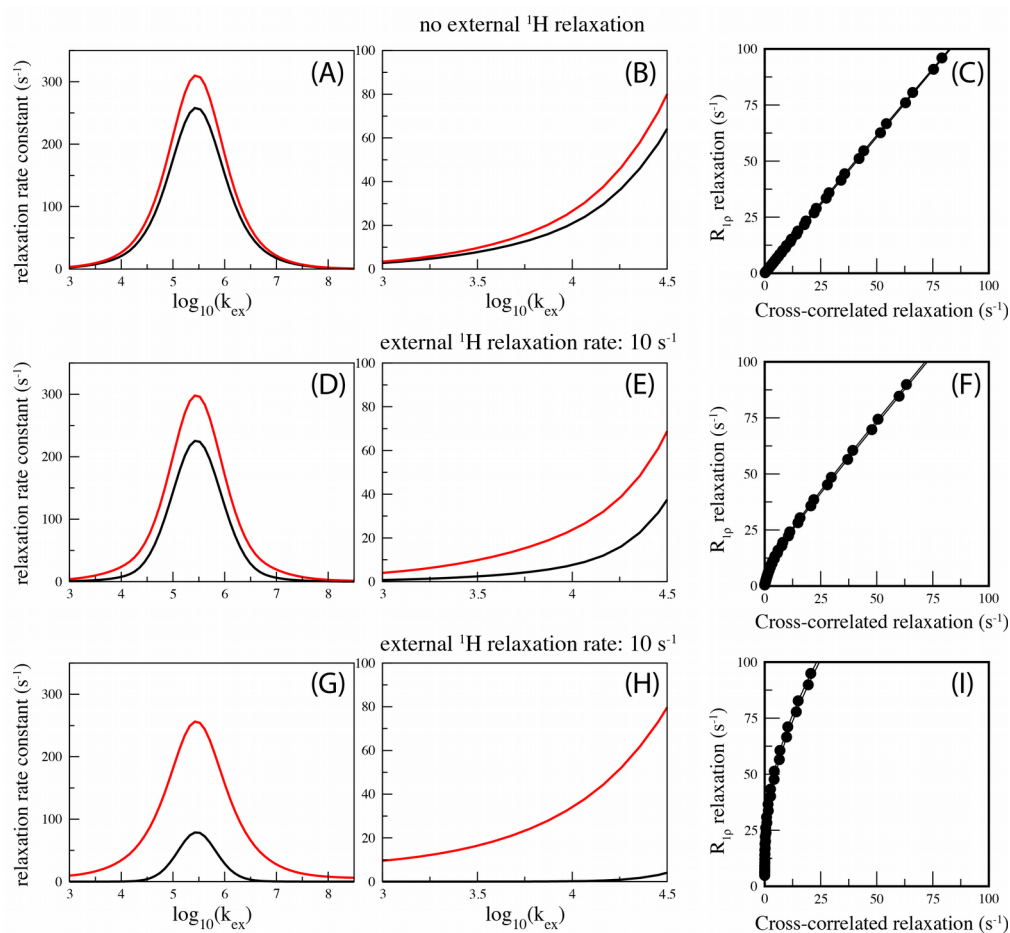 no external ¹H relaxation
relaxation rate constant (s⁻¹)
300
200
100
0
3 4 5 6 7 8
log₁₀(kₑₓ)
(A)
100
80
60
40
20
0
3 3.5 4 4.5
log₁₀(kₑₓ)
(B)
R₁ρ relaxation (s⁻¹)
100
75
50
25
0
0 25 50 75 100
Cross-correlated relaxation (s⁻¹)
(C)
external ¹H relaxation rate: 10 s⁻¹
relaxation rate constant (s⁻¹)
300
200
100
0
3 4 5 6 7 8
log₁₀(kₑₓ)
(D)
100
80
60
40
20
0
3 3.5 4 4.5
log₁₀(kₑₓ)
(E)
R₁ρ relaxation (s⁻¹)
100
75
50
25
0
0 25 50 75 100
Cross-correlated relaxation (s⁻¹)
(F)
external ¹H relaxation rate: 10 s⁻¹
relaxation rate constant (s⁻¹)
300
200
100
0
3 4 5 6 7 8
log₁₀(kₑₓ)
(G)
100
80
60
40
20
0
3 3.5 4 4.5
log₁₀(kₑₓ)
(H)
R₁ρ relaxation (s⁻¹)
100
75
50
25
0
0 25 50 75 100
Cross-correlated relaxation (s⁻¹)
(I)